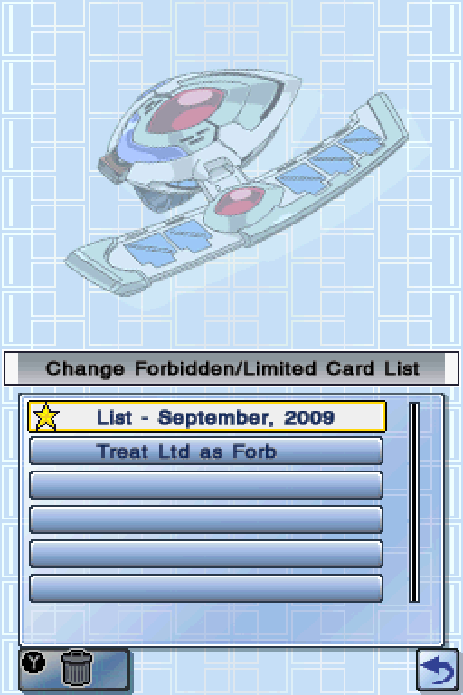 Change Forbidden/Limited Card List
List - September, 2009
Treat Ltd as Forb
Y